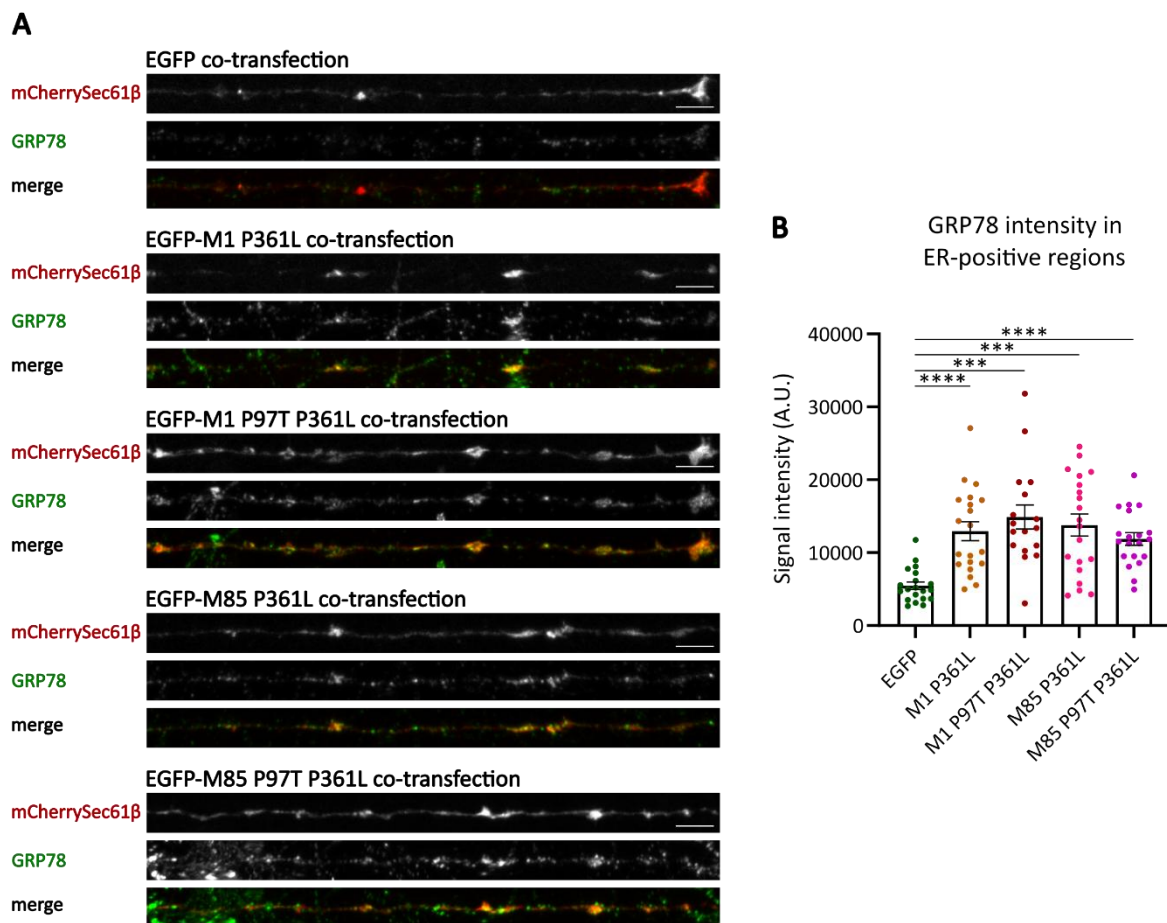 A
EGFP co-transfection
mCherrySec61β
GRP78
merge
EGFP-M1 P361L co-transfection
mCherrySec61β
GRP78
merge
EGFP-M1 P97T P361L co-transfection
mCherrySec61β
GRP78
merge
EGFP-M85 P361L co-transfection
mCherrySec61β
GRP78
merge
EGFP-M85 P97T P361L co-transfection
mCherrySec61β
GRP78
merge
B
GRP78 intensity in
ER-positive regions
Signal intensity (A.U.)
40000
30000
20000
10000
0
****
***
***
****
EGFP
M1 P361L
M1 P97T P361L
M85 P361L
M85 P97T P361L